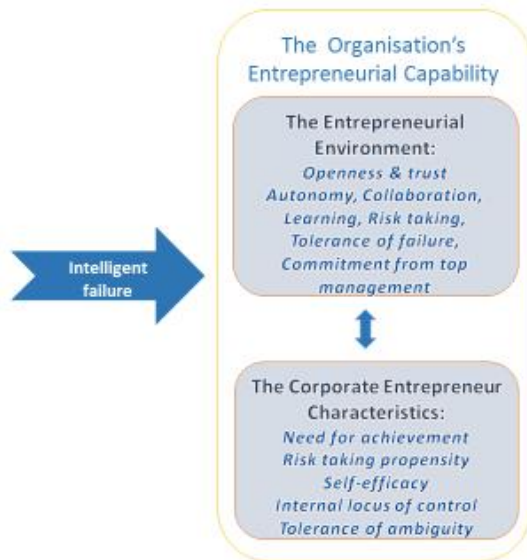 The Organisation's
Entrepreneurial Capability
The Entrepreneurial
Environment:
Openness & trust
Autonomy, Collaboration,
Learning, Risk taking,
Tolerance of failure,
Commitment from top
management
Intelligent
failure
The Corporate Entrepreneur
Characteristics:
Need for achievement
Risk taking propensity
Self-efficacy
Internal locus of control
Tolerance of ambiguity